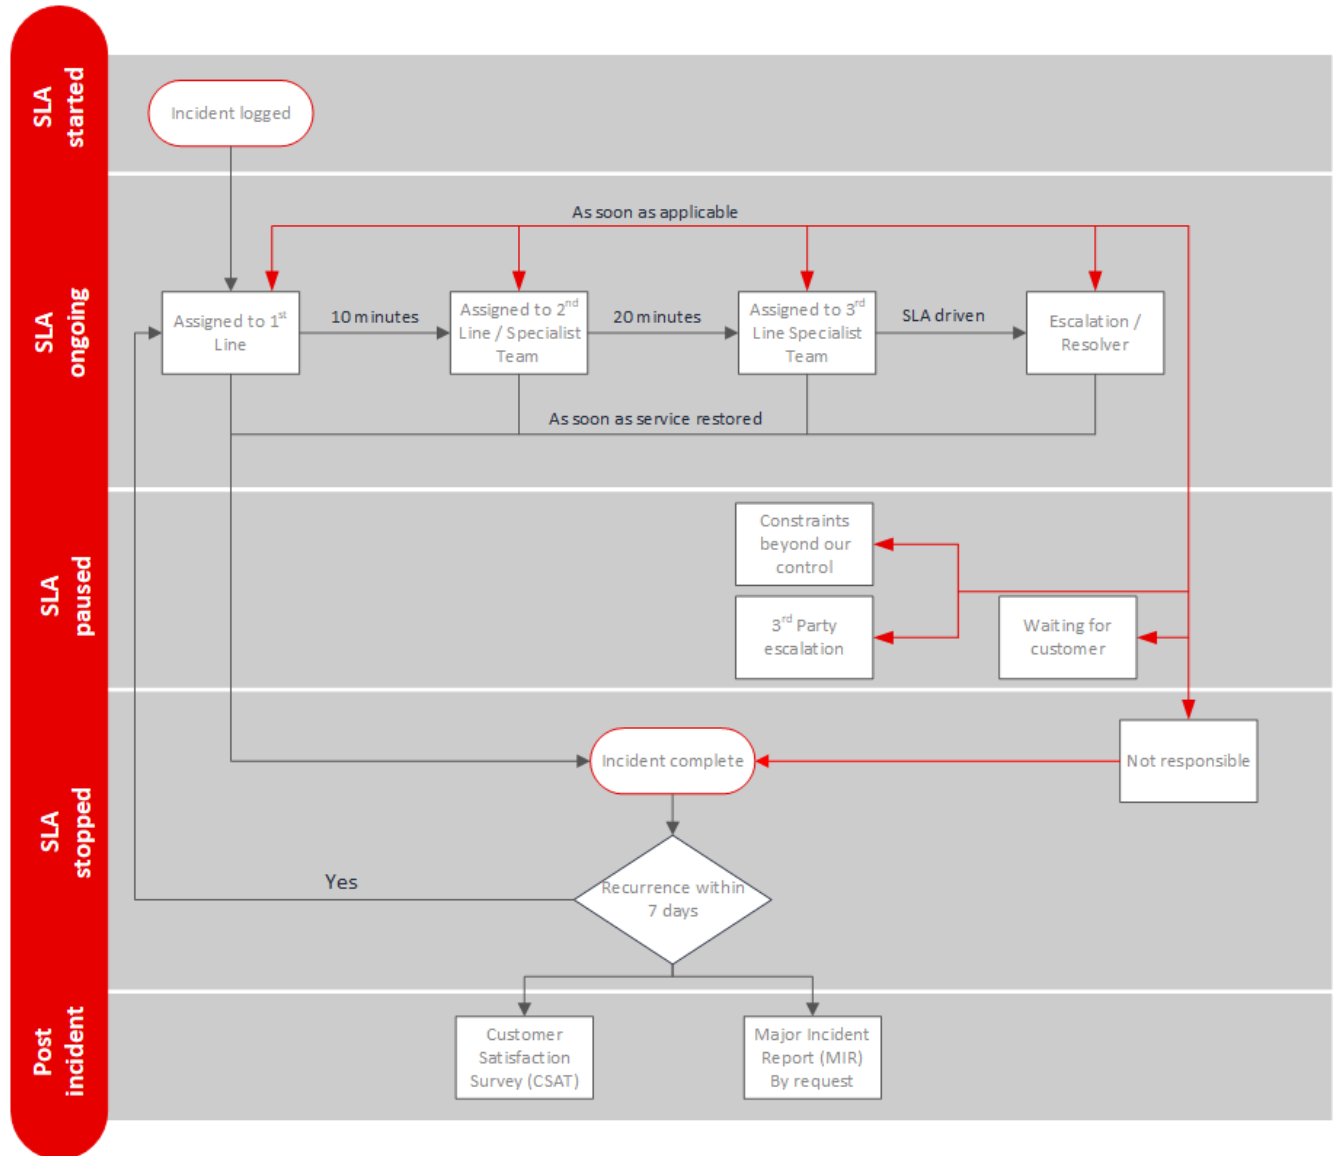 SLA
started
Incident logged
SLA
ongoing
As soon as applicable
Assigned to 1st
Line
10 minutes
Assigned to 2nd
Line / Specialist
Team
20 minutes
Assigned to 3rd
Line Specialist
Team
SLA driven
Escalation /
Resolver
As soon as service restored
SLA
paused
Constraints
beyond our
control
3rd Party
escalation
Waiting for
customer
SLA
stopped
Incident complete
Not responsible
Recurrence within
7 days
Yes
Post
incident
Customer
Satisfaction
Survey (CSAT)
Major Incident
Report (MIR)
By request